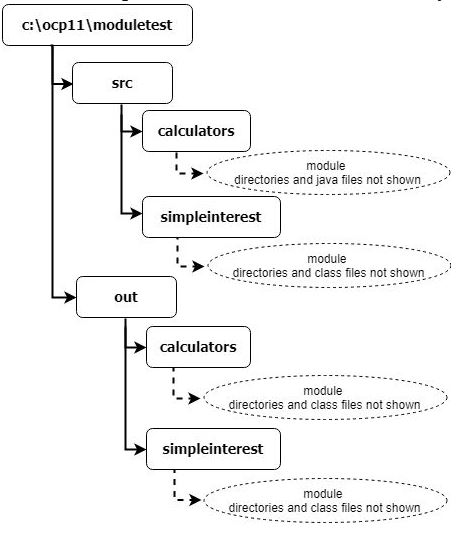 c:\ocp11\moduletest
src
calculators
module
directories and java files not shown
simpleinterest
module
directories and class files not shown
out
calculators
module
directories and class files not shown
simpleinterest
module
directories and class files not shown